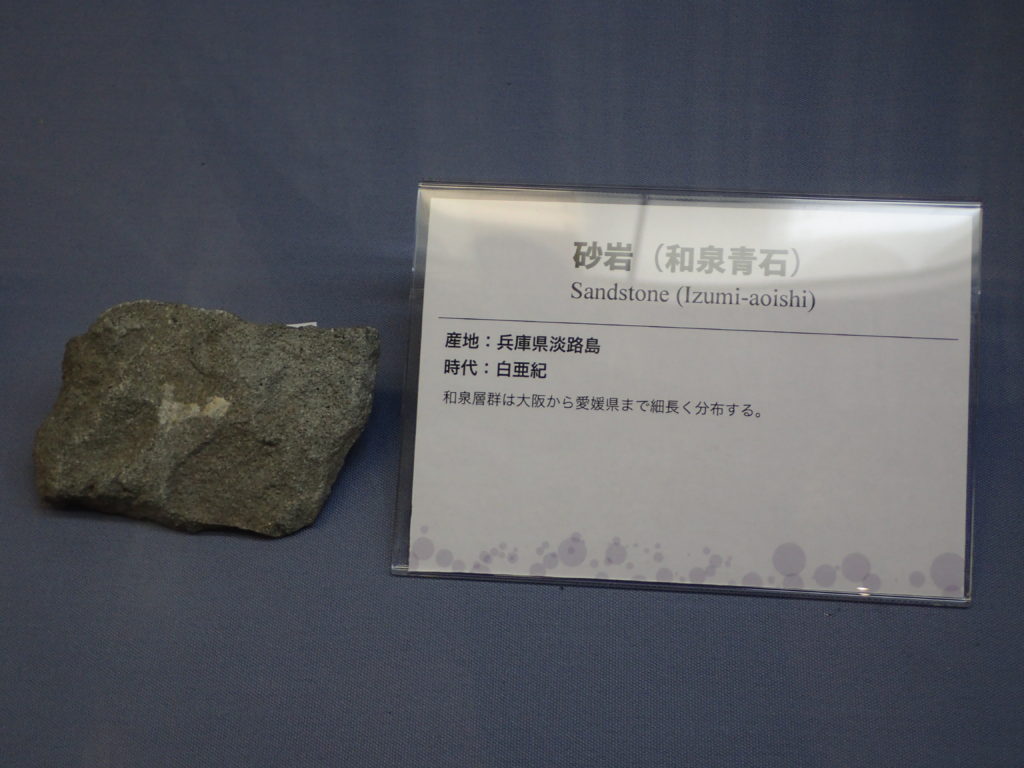 砂岩（和泉青石）
Sandstone (Izumi-aoishi)
産地：兵庫県淡路島
時代：白亜紀
和泉層群は大阪から愛媛県まで細長く分布する。